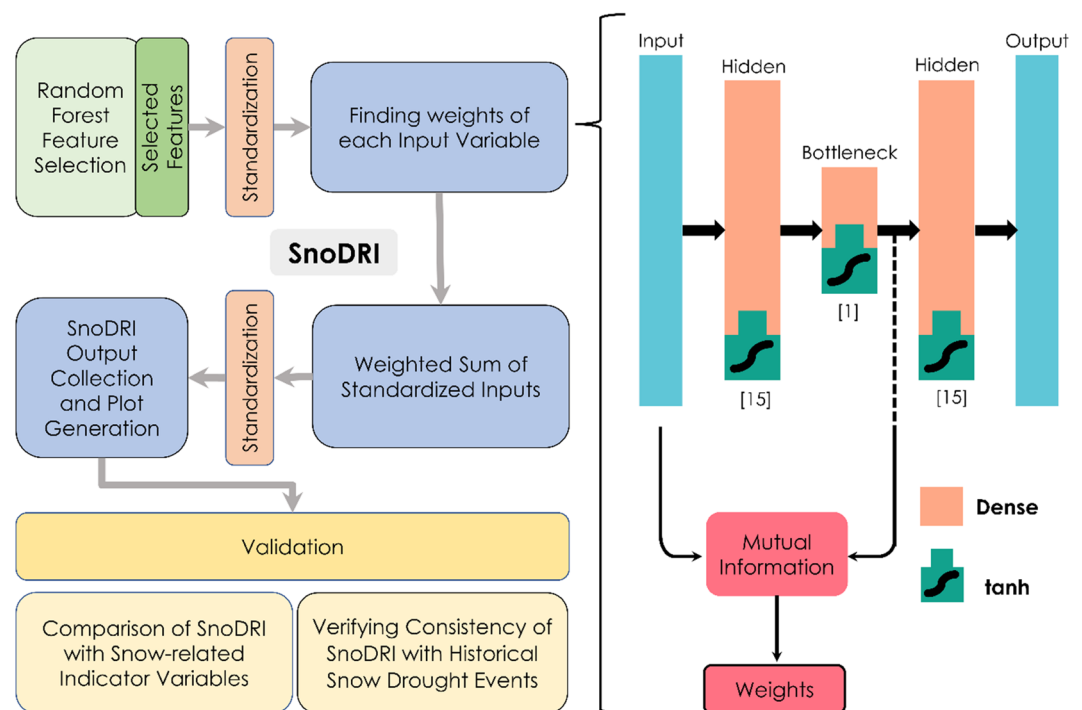 Random
Forest
Feature
Selection
Selected
Features
Standardization
Finding weights of
each Input Variable
SnoDRI
SnoDRI
Output
Collection
and Plot
Generation
Standardization
Weighted Sum of
Standardized Inputs
Validation
Comparison of SnoDRI
with Snow-related
Indicator Variables
Verifying Consistency of
SnoDRI with Historical
Snow Drought Events
Input
Hidden
Bottleneck
Hidden
Output
[15]
[1]
[15]
Mutual
Information
Weights
Dense
tanh